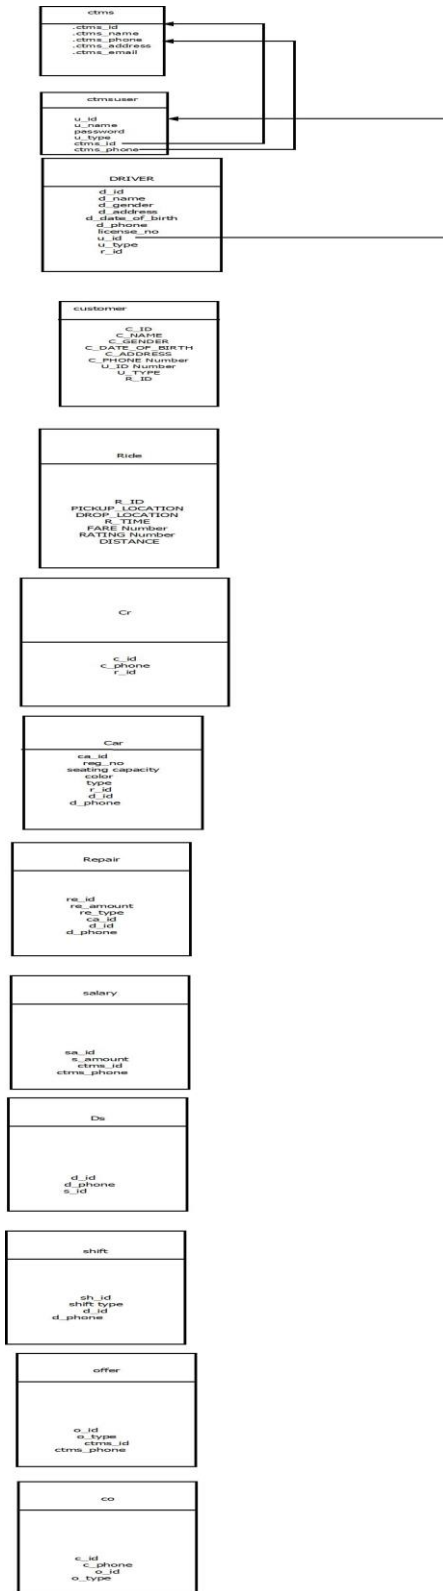 ctms
.ctms_id
.ctms_name
.ctms_phone
.ctms_address
.ctms_email
ctmsuser
u_id
u_name
password
u_type
ctms_id
ctms_phone
DRIVER
d_id
d_name
d_gender
d_address
d_date_of_birth
d_phone
license_no
u_id
u_type
r_id
customer
C_ID
C_NAME
C_GENDER
C_DATE_OF_BIRTH
C_ADDRESS
C_PHONE Number
U_ID Number
U_TYPE
R_ID
Ride
R_ID
PICKUP_LOCATION
DROP_LOCATION
R_TIME
FARE Number
RATING Number
DISTANCE
Cr
c_id
c_phone
r_id
Car
ca_id
reg_no
seating capacity
color
type
r_id
d_id
d_phone
Repair
re_id
re_amount
re_type
ca_id
d_id
d_phone
salary
sa_id
s_amount
ctms_id
ctms_phone
Ds
d_id
d_phone
s_id
shift
sh_id
shift type
d_id
d_phone
offer
o_id
o_type
ctms_id
ctms_phone
co
c_id
c_phone
o_id
o_type